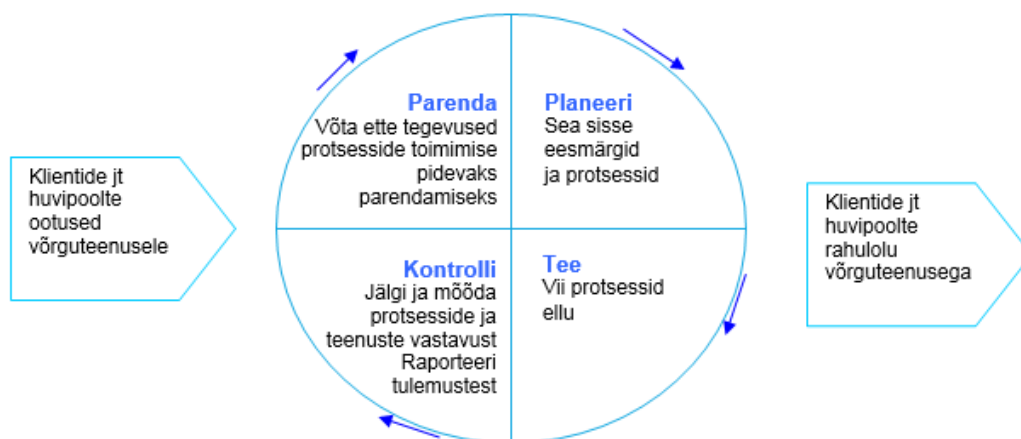 Klientide jt
huvipoolte
ootused
võrguteenusele
Parenda
Võta ette tegevused
protsesside toimimise
pidevaks
parendamiseks
Planeeri
Sea sisse
eesmärgid
ja protsessid
Kontrolli
Jälgi ja mõõda
protsesside ja
teenuste vastavust
Raporteeri
tulemustest
Tee
Vii protsessid
ellu
Klientide jt
huvipoolte
rahulolu
võrguteenusega